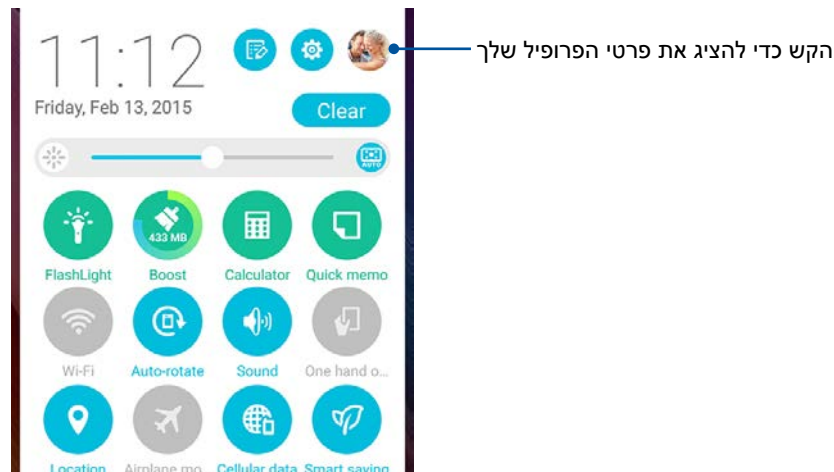 11:12
הקש כדי להציג את פרטי הפרופיל שלך
Friday, Feb 13, 2015
Clear
AUTO
433 MB
FlashLight Boost Calculator Quick memo
Wi-Fi Auto-rotate Sound One hand o...
Location Airplane mo... Cellular data Smart saving